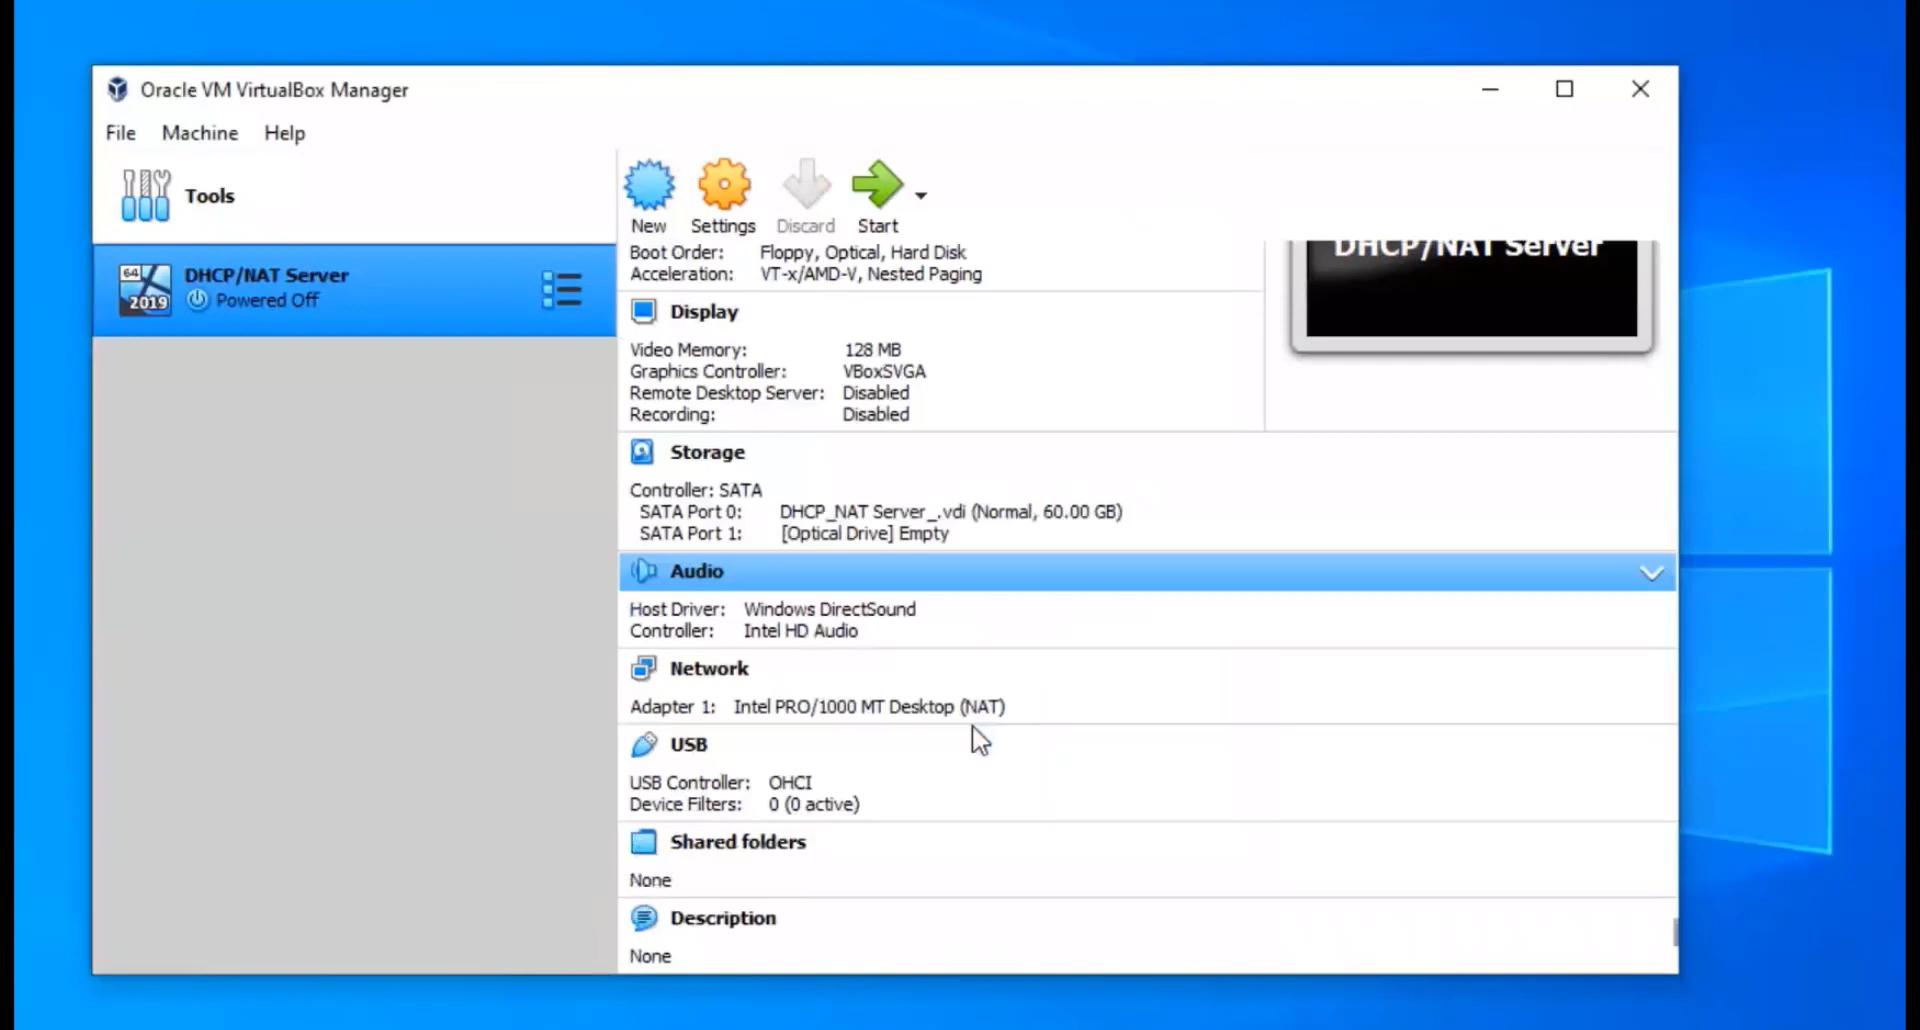 Oracle VM VirtualBox Manager
File Machine Help
Tools
New Settings Discard Start
64
2019
DHCP/NAT Server
Powered Off
Boot Order: Floppy, Optical, Hard Disk
Acceleration: VT-x/AMD-V, Nested Paging
DHCP/NAT Server
Display
Video Memory: 128 MB
Graphics Controller: VBoxSVGA
Remote Desktop Server: Disabled
Recording: Disabled
Storage
Controller: SATA
SATA Port 0: DHCP_NAT Server_.vdi (Normal, 60.00 GB)
SATA Port 1: [Optical Drive] Empty
Audio
Host Driver: Windows DirectSound
Controller: Intel HD Audio
Network
Adapter 1: Intel PRO/1000 MT Desktop (NAT)
USB
USB Controller: OHCI
Device Filters: 0 (0 active)
Shared folders
None
Description
None